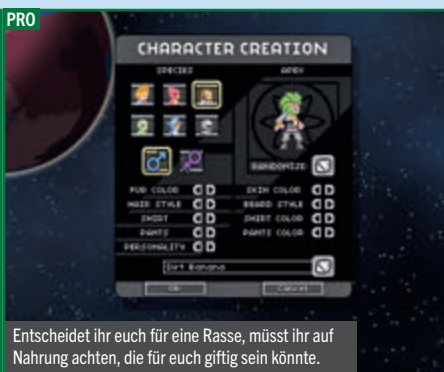 PRO
CHARACTER CREATION
SPECIES APEX
RANDOMIZE
FUR COLOR SKIN COLOR
HAIR STYLE BEARD STYLE
SHIRT SHIRT COLOR
PANTS PANTS COLOR
PERSONALITY
Dirt Banana
Ok Cancel
Entscheidet ihr euch für eine Rasse, müsst ihr auf
Nahrung achten, die für euch giftig sein könnte.